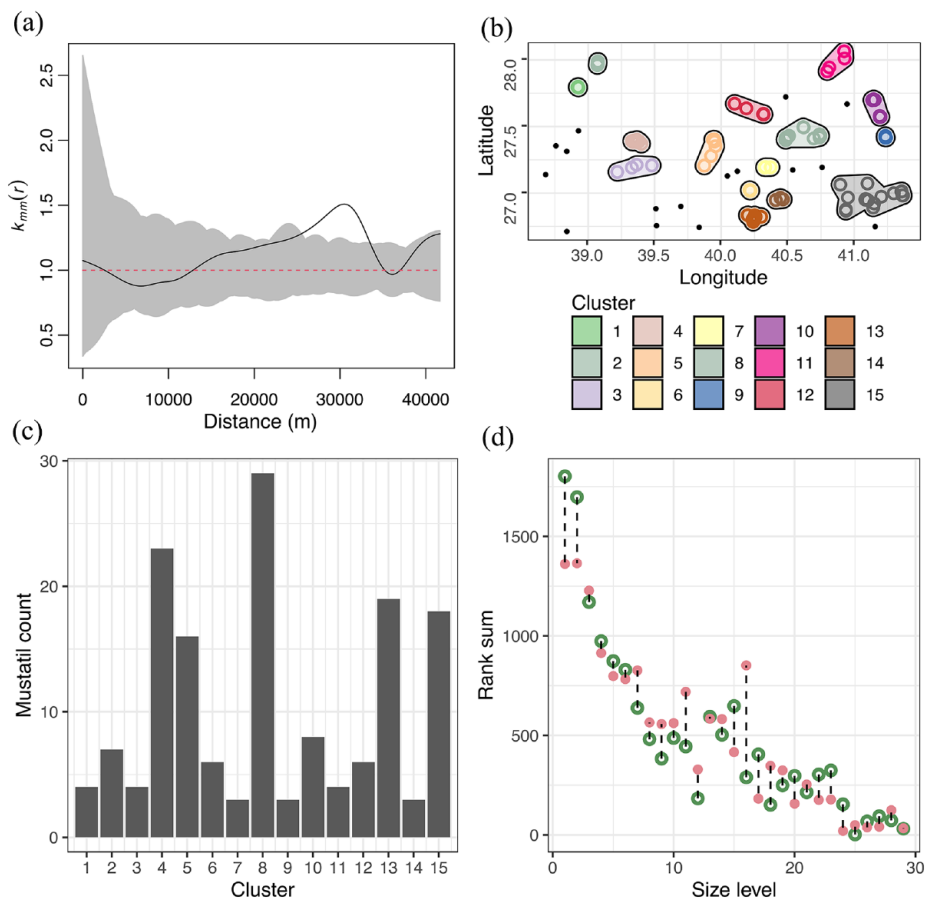 (a)
k_mm(r)
2.5
2.0
1.5
1.0
0.5
0 10000 20000 30000 40000
Distance (m)
(b)
Latitude
28.0
27.5
27.0
39.0 39.5 40.0 40.5 41.0
Longitude
Cluster
1 4 7 10 13
2 5 8 11 14
3 6 9 12 15
(c)
Mustatil count
30
20
10
0
1 2 3 4 5 6 7 8 9 10 11 12 13 14 15
Cluster
(d)
Rank sum
1500
1000
500
0
0 10 20 30
Size level